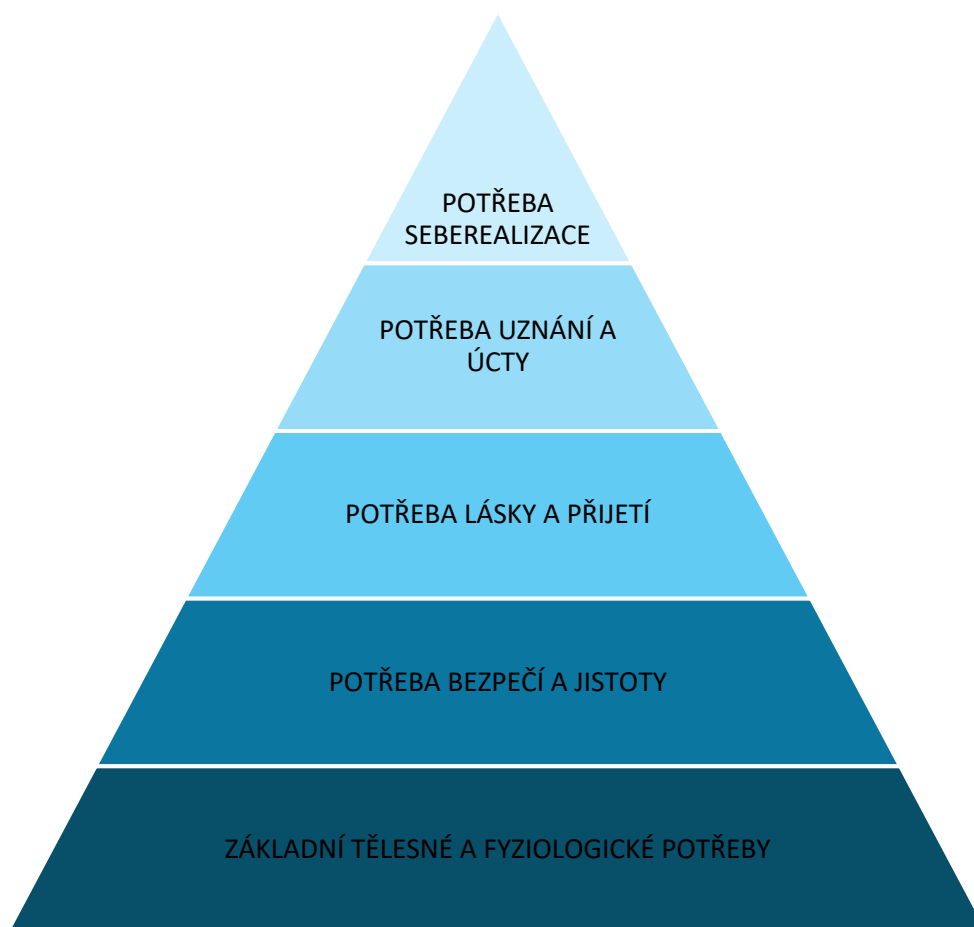 POTŘEBA
SEBEREALIZACE
POTŘEBA UZNÁNÍ A
ÚCTY
POTŘEBA LÁSKY A PŘIJETÍ
POTŘEBA BEZPEČÍ A JISTOTY
ZÁKLADNÍ TĚLESNÉ A FYZIOLOGICKÉ POTŘEBY